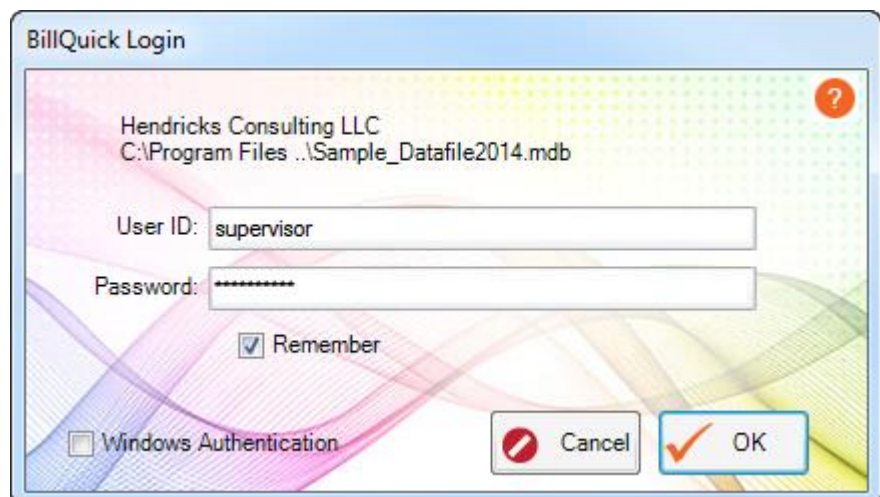 BillQuick Login
?
Hendricks Consulting LLC
C:\Program Files ..\Sample_Datafile2014.mdb
User ID: supervisor
Password: **********
Remember
Windows Authentication
Cancel
OK